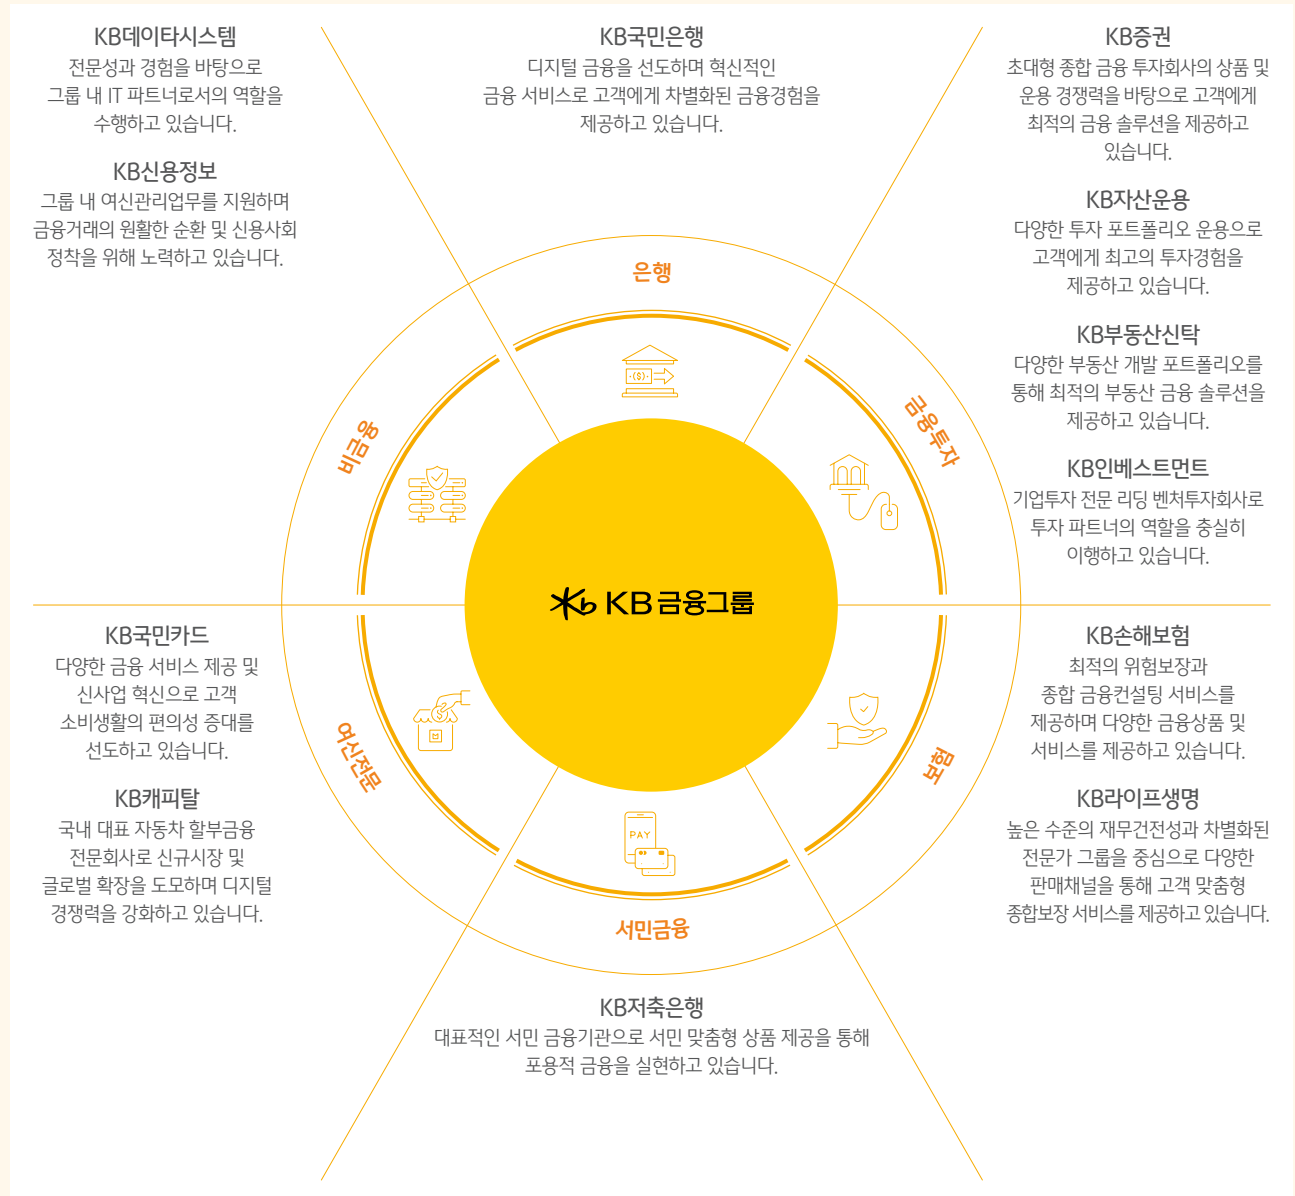 KB데이타시스템
전문성과 경험을 바탕으로
그룹 내 IT 파트너로서의 역할을
수행하고 있습니다.
KB신용정보
그룹 내 여신관리업무를 지원하며
금융거래의 원활한 순환 및 신용사회
정착을 위해 노력하고 있습니다.
KB국민은행
디지털 금융을 선도하며 혁신적인
금융 서비스로 고객에게 차별화된 금융경험을
제공하고 있습니다.
KB증권
초대형 종합 금융 투자회사의 상품 및
운용 경쟁력을 바탕으로 고객에게
최적의 금융 솔루션을 제공하고
있습니다.
KB자산운용
다양한 투자 포트폴리오 운용으로
고객에게 최고의 투자경험을
제공하고 있습니다.
KB부동산신탁
다양한 부동산 개발 포트폴리오를
통해 최적의 부동산 금융 솔루션을
제공하고 있습니다.
KB인베스트먼트
기업투자 전문 리딩 벤처투자회사로
투자 파트너의 역할을 충실히
이행하고 있습니다.
은행
($)
비금융
금융투자
KB 금융그룹
여신전문
보험
PAY
서민금융
KB국민카드
다양한 금융 서비스 제공 및
신사업 혁신으로 고객
소비생활의 편의성 증대를
선도하고 있습니다.
KB캐피탈
국내 대표 자동차 할부금융
전문회사로 신규시장 및
글로벌 확장을 도모하며 디지털
경쟁력을 강화하고 있습니다.
KB손해보험
최적의 위험보장과
종합 금융컨설팅 서비스를
제공하며 다양한 금융상품 및
서비스를 제공하고 있습니다.
KB라이프생명
높은 수준의 재무건전성과 차별화된
전문가 그룹을 중심으로 다양한
판매채널을 통해 고객 맞춤형
종합보장 서비스를 제공하고 있습니다.
KB저축은행
대표적인 서민 금융기관으로 서민 맞춤형 상품 제공을 통해
포용적 금융을 실현하고 있습니다.